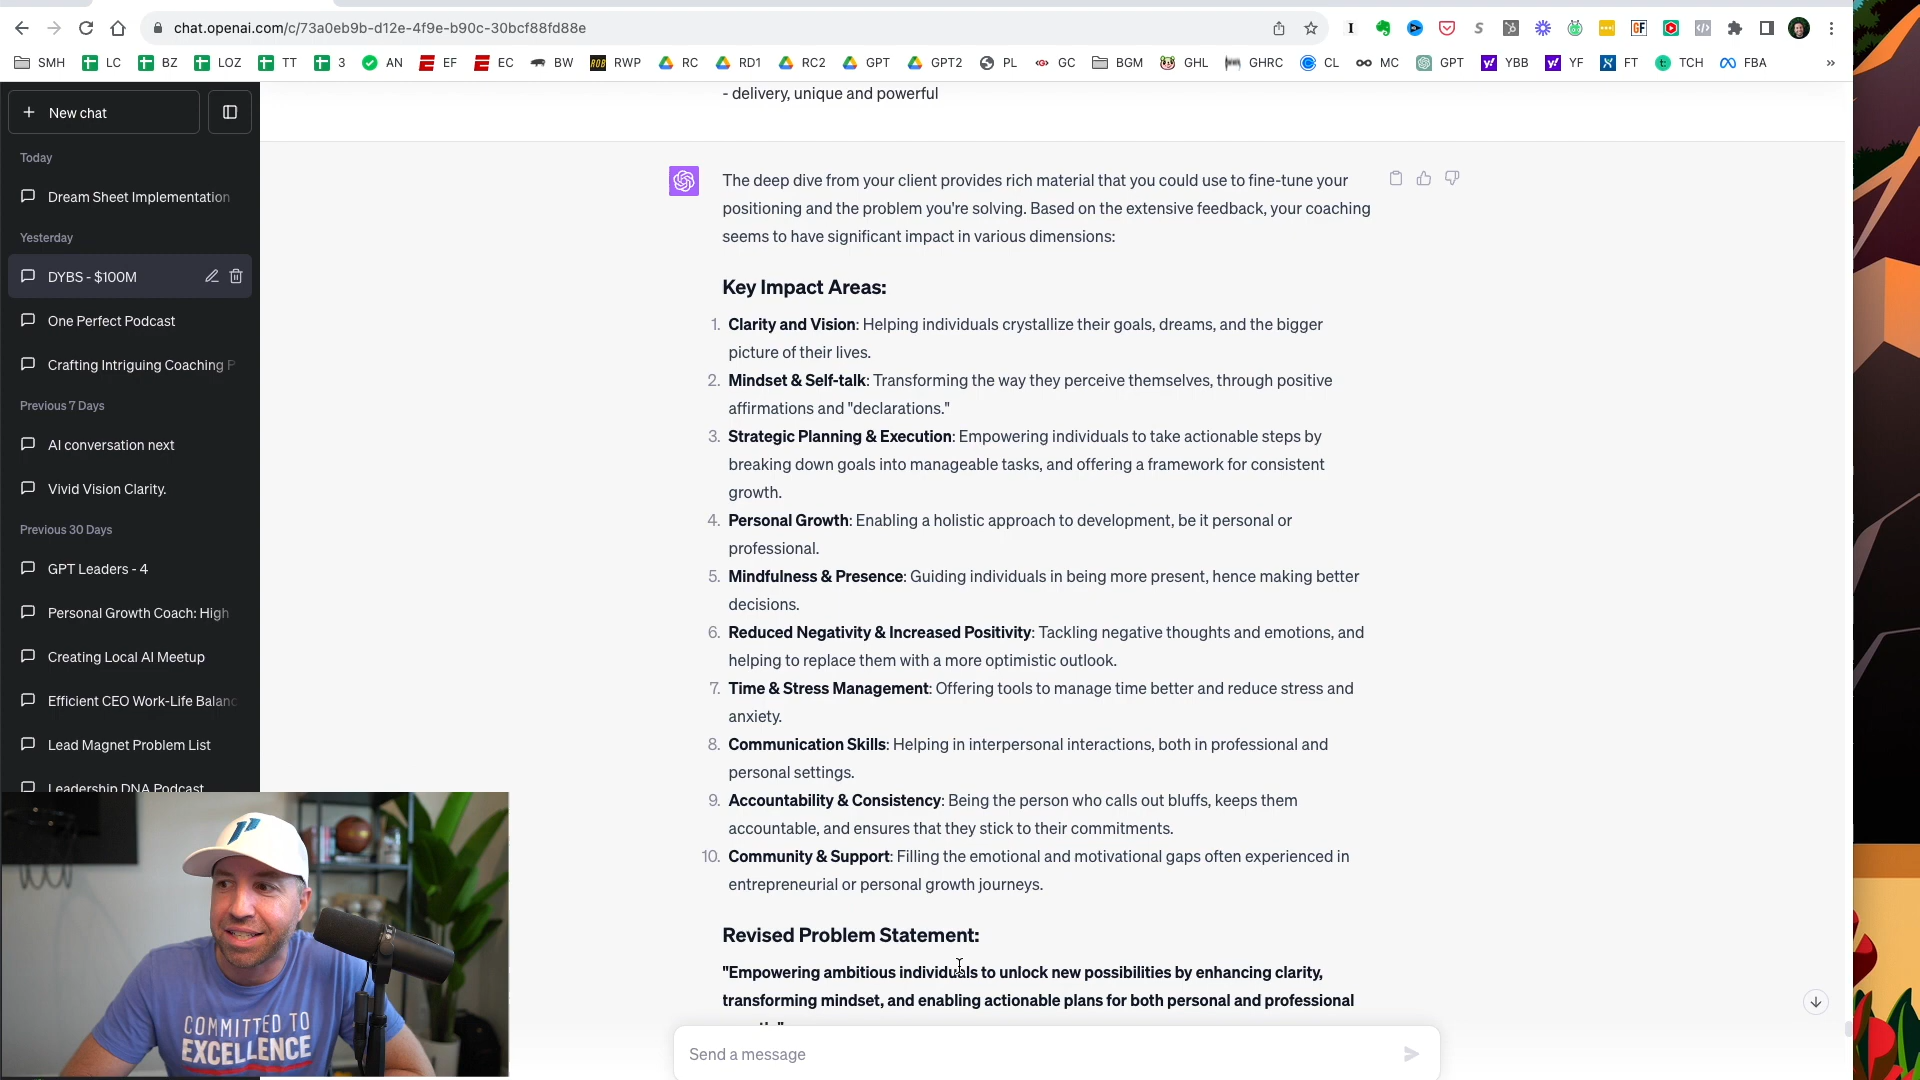 chat.openai.com/c/73a0eb9b-d12e-4f9e-b90c-30bcf88fd88e
SMH LC BZ LOZ TT 3 AN EF EC BW RWP RC RD1 RC2 GPT GPT2 PL GC BGM GHL GHRC CL MC GPT YBB YF FT TCH FBA »
New chat
Today
Dream Sheet Implementation
Yesterday
DYBS - $100M
One Perfect Podcast
Crafting Intriguing Coaching P
Previous 7 Days
AI conversation next
Vivid Vision Clarity.
Previous 30 Days
GPT Leaders - 4
Personal Growth Coach: High
Creating Local AI Meetup
Efficient CEO Work-Life Balanc
Lead Magnet Problem List
Leadership DNA Podcast
- delivery, unique and powerful
The deep dive from your client provides rich material that you could use to fine-tune your
positioning and the problem you're solving. Based on the extensive feedback, your coaching
seems to have significant impact in various dimensions:
Key Impact Areas:
1. Clarity and Vision: Helping individuals crystallize their goals, dreams, and the bigger
picture of their lives.
2. Mindset & Self-talk: Transforming the way they perceive themselves, through positive
affirmations and "declarations."
3. Strategic Planning & Execution: Empowering individuals to take actionable steps by
breaking down goals into manageable tasks, and offering a framework for consistent
growth.
4. Personal Growth: Enabling a holistic approach to development, be it personal or
professional.
5. Mindfulness & Presence: Guiding individuals in being more present, hence making better
decisions.
6. Reduced Negativity & Increased Positivity: Tackling negative thoughts and emotions, and
helping to replace them with a more optimistic outlook.
7. Time & Stress Management: Offering tools to manage time better and reduce stress and
anxiety.
8. Communication Skills: Helping in interpersonal interactions, both in professional and
personal settings.
9. Accountability & Consistency: Being the person who calls out bluffs, keeps them
accountable, and ensures that they stick to their commitments.
10. Community & Support: Filling the emotional and motivational gaps often experienced in
entrepreneurial or personal growth journeys.
Revised Problem Statement:
"Empowering ambitious individuals to unlock new possibilities by enhancing clarity,
transforming mindset, and enabling actionable plans for both personal and professional
Send a message
COMMITTED TO
EXCELLENCE